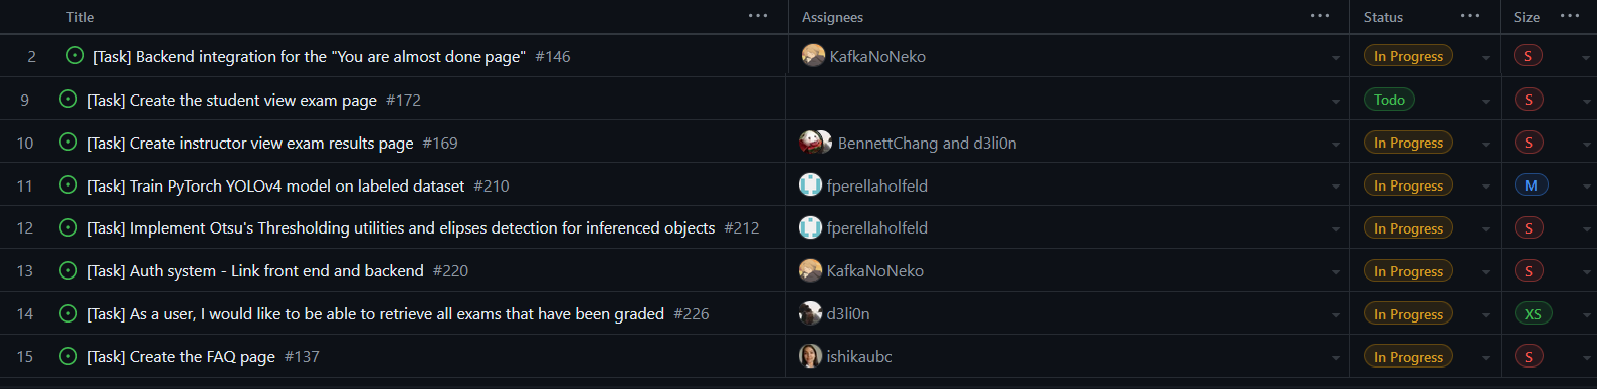 Title ... Assignees ... Status ... Size ...
2 [Task] Backend integration for the "You are almost done page" #146 KafkaNoNeko In Progress S
9 [Task] Create the student view exam page #172 Todo S
10 [Task] Create instructor view exam results page #169 BennettChang and d3li0n In Progress S
11 [Task] Train PyTorch YOLOv4 model on labeled dataset #210 fperellaholfeld In Progress M
12 [Task] Implement Otsu's Thresholding utilities and elipses detection for inferenced objects #212 fperellaholfeld In Progress S
13 [Task] Auth system - Link front end and backend #220 KafkaNoNeko In Progress S
14 [Task] As a user, I would like to be able to retrieve all exams that have been graded #226 d3li0n In Progress XS
15 [Task] Create the FAQ page #137 ishikaubc In Progress S